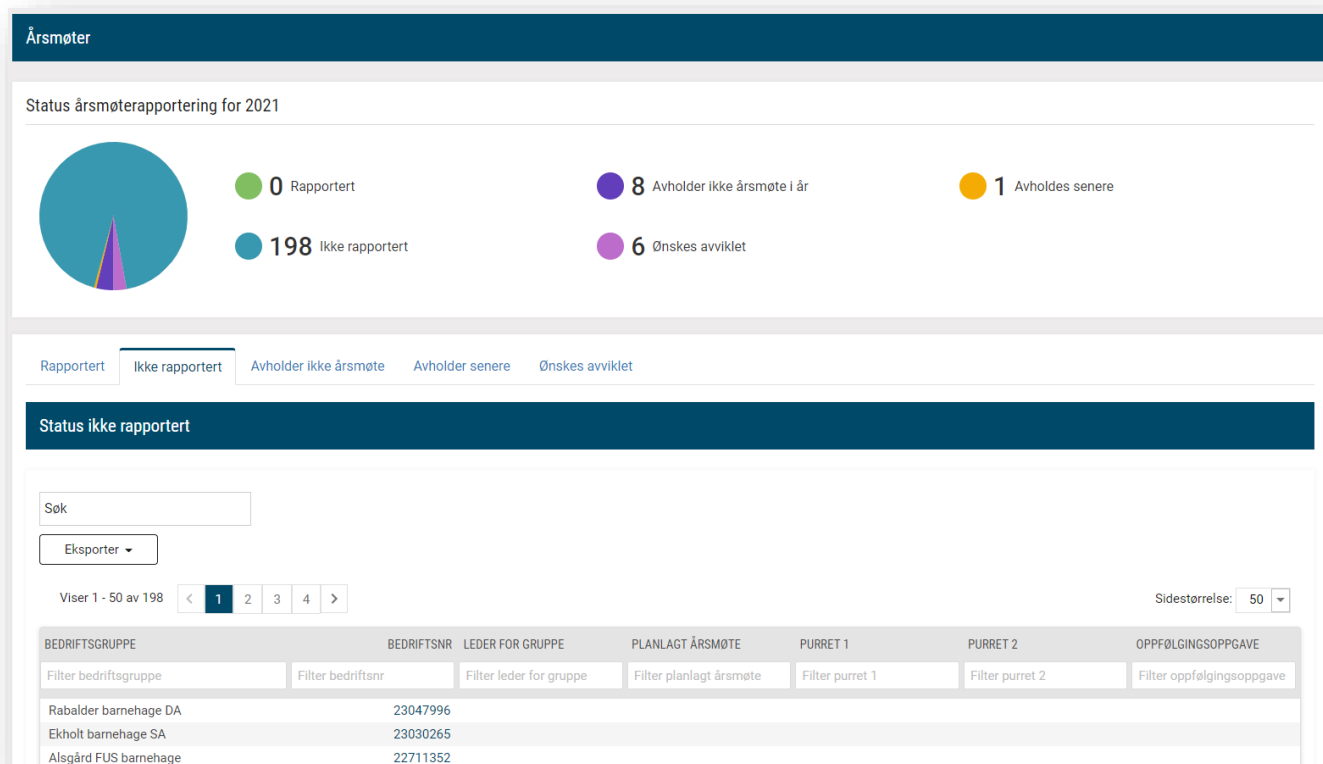 Årsmøter
Status årsmøterapportering for 2021
0 Rapportert
8 Avholder ikke årsmøte i år
1 Avholdes senere
198 Ikke rapportert
6 Ønskes avviklet
Rapportert Ikke rapportert Avholder ikke årsmøte Avholder senere Ønskes avviklet
Status ikke rapportert
Søk
Eksporter
Viser 1 - 50 av 198 < 1 2 3 4 > Sidestørrelse: 50
BEDRIFTSGRUPPE BEDRIFTSNR LEDER FOR GRUPPE PLANLAGT ÅRSMØTE PURRET 1 PURRET 2 OPPFØLGINGSOPPGAVE
Filter bedriftsgruppe Filter bedriftsnr Filter leder for gruppe Filter planlagt årsmøte Filter purret 1 Filter purret 2 Filter oppfølgingsoppgave
Rabalder barnehage DA 23047996
Ekholt barnehage SA 23030265
Alsgård FUS barnehage 22711352